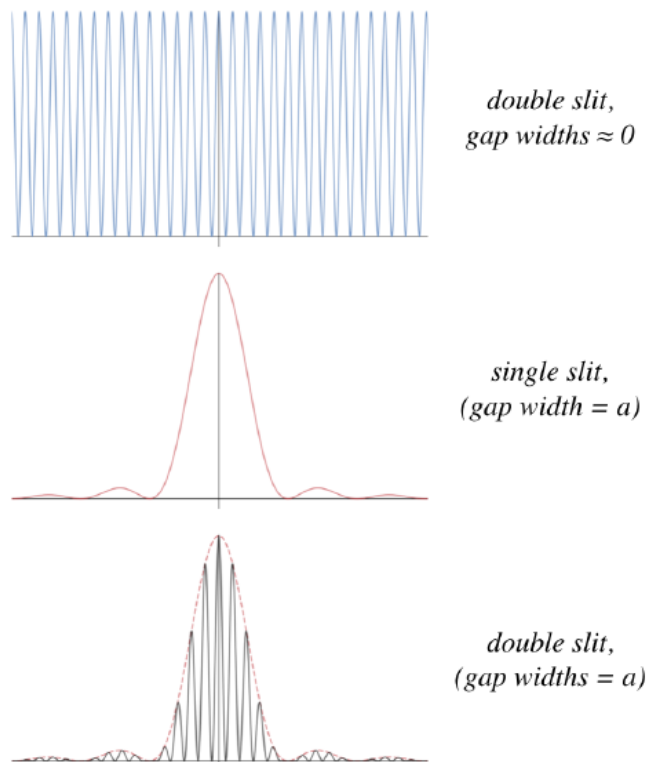 double slit,
gap widths ≈ 0
single slit,
(gap width = a)
double slit,
(gap widths = a)